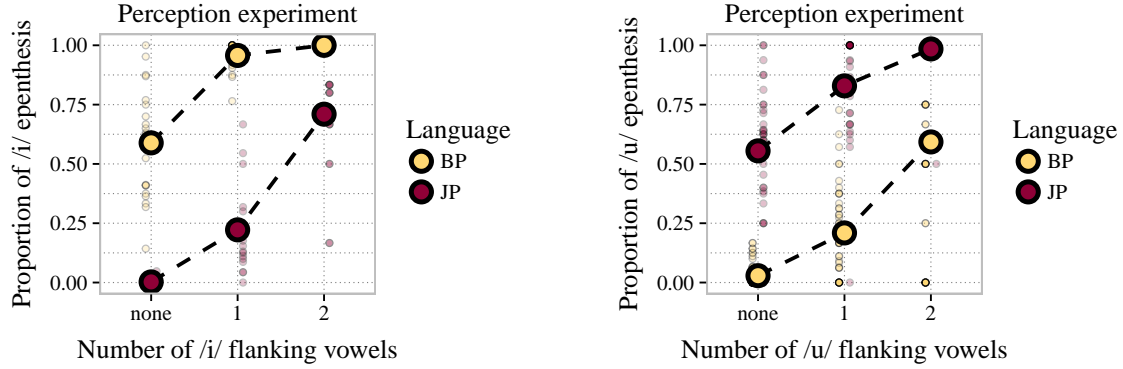 Perception experiment
Proportion of /i/ epenthesis
1.00
0.75
0.50
0.25
0.00
none 1 2
Number of /i/ flanking vowels
Language
BP
JP
Perception experiment
Proportion of /u/ epenthesis
1.00
0.75
0.50
0.25
0.00
none 1 2
Number of /u/ flanking vowels
Language
BP
JP